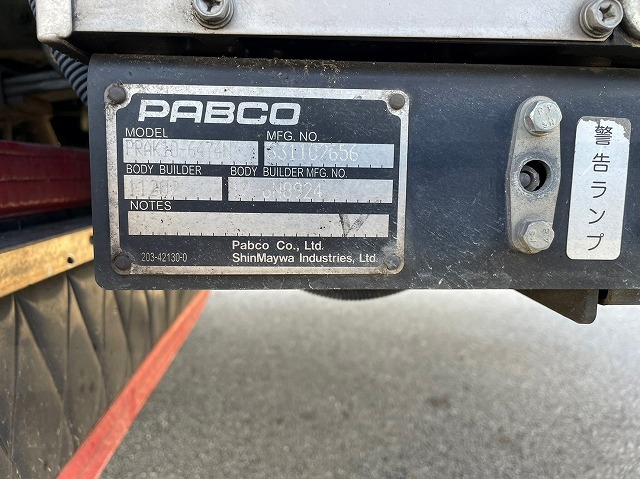 PABCO
MODEL MFG. NO.
631102656
BODY BUILDER BODY BUILDER MFG. NO.
11202
NOTES
Pabco Co., Ltd.
203-42130-0 ShinMaywa Industries, Ltd.
警告ランプ